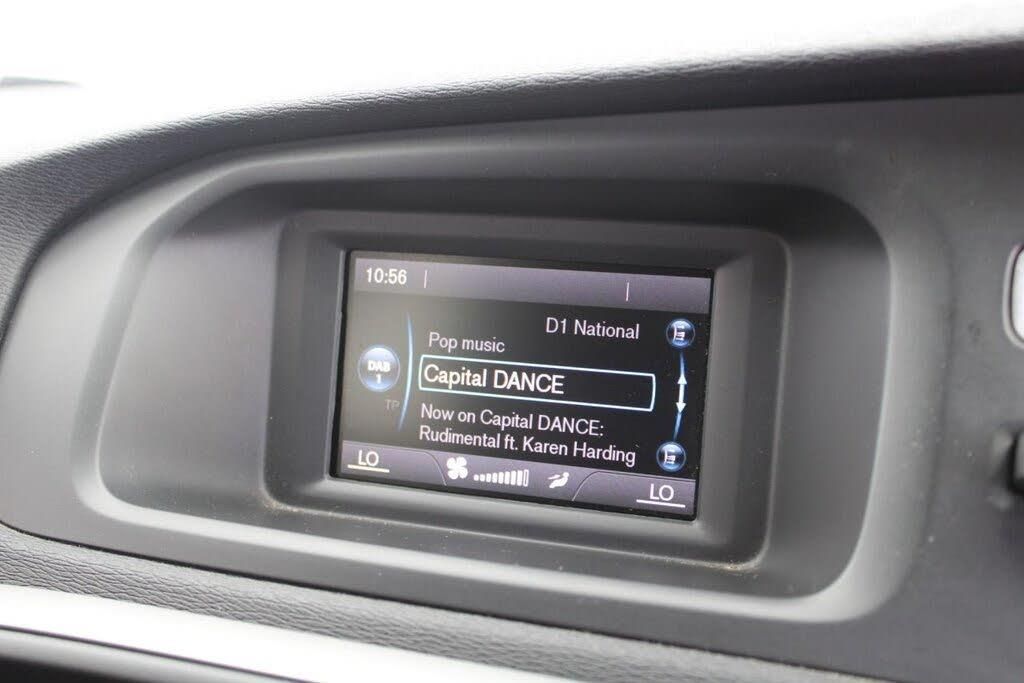 10:56
D1 National
Pop music
DAB
1
Capital DANCE
TP
Now on Capital DANCE:
Rudimental ft. Karen Harding
LO
LO